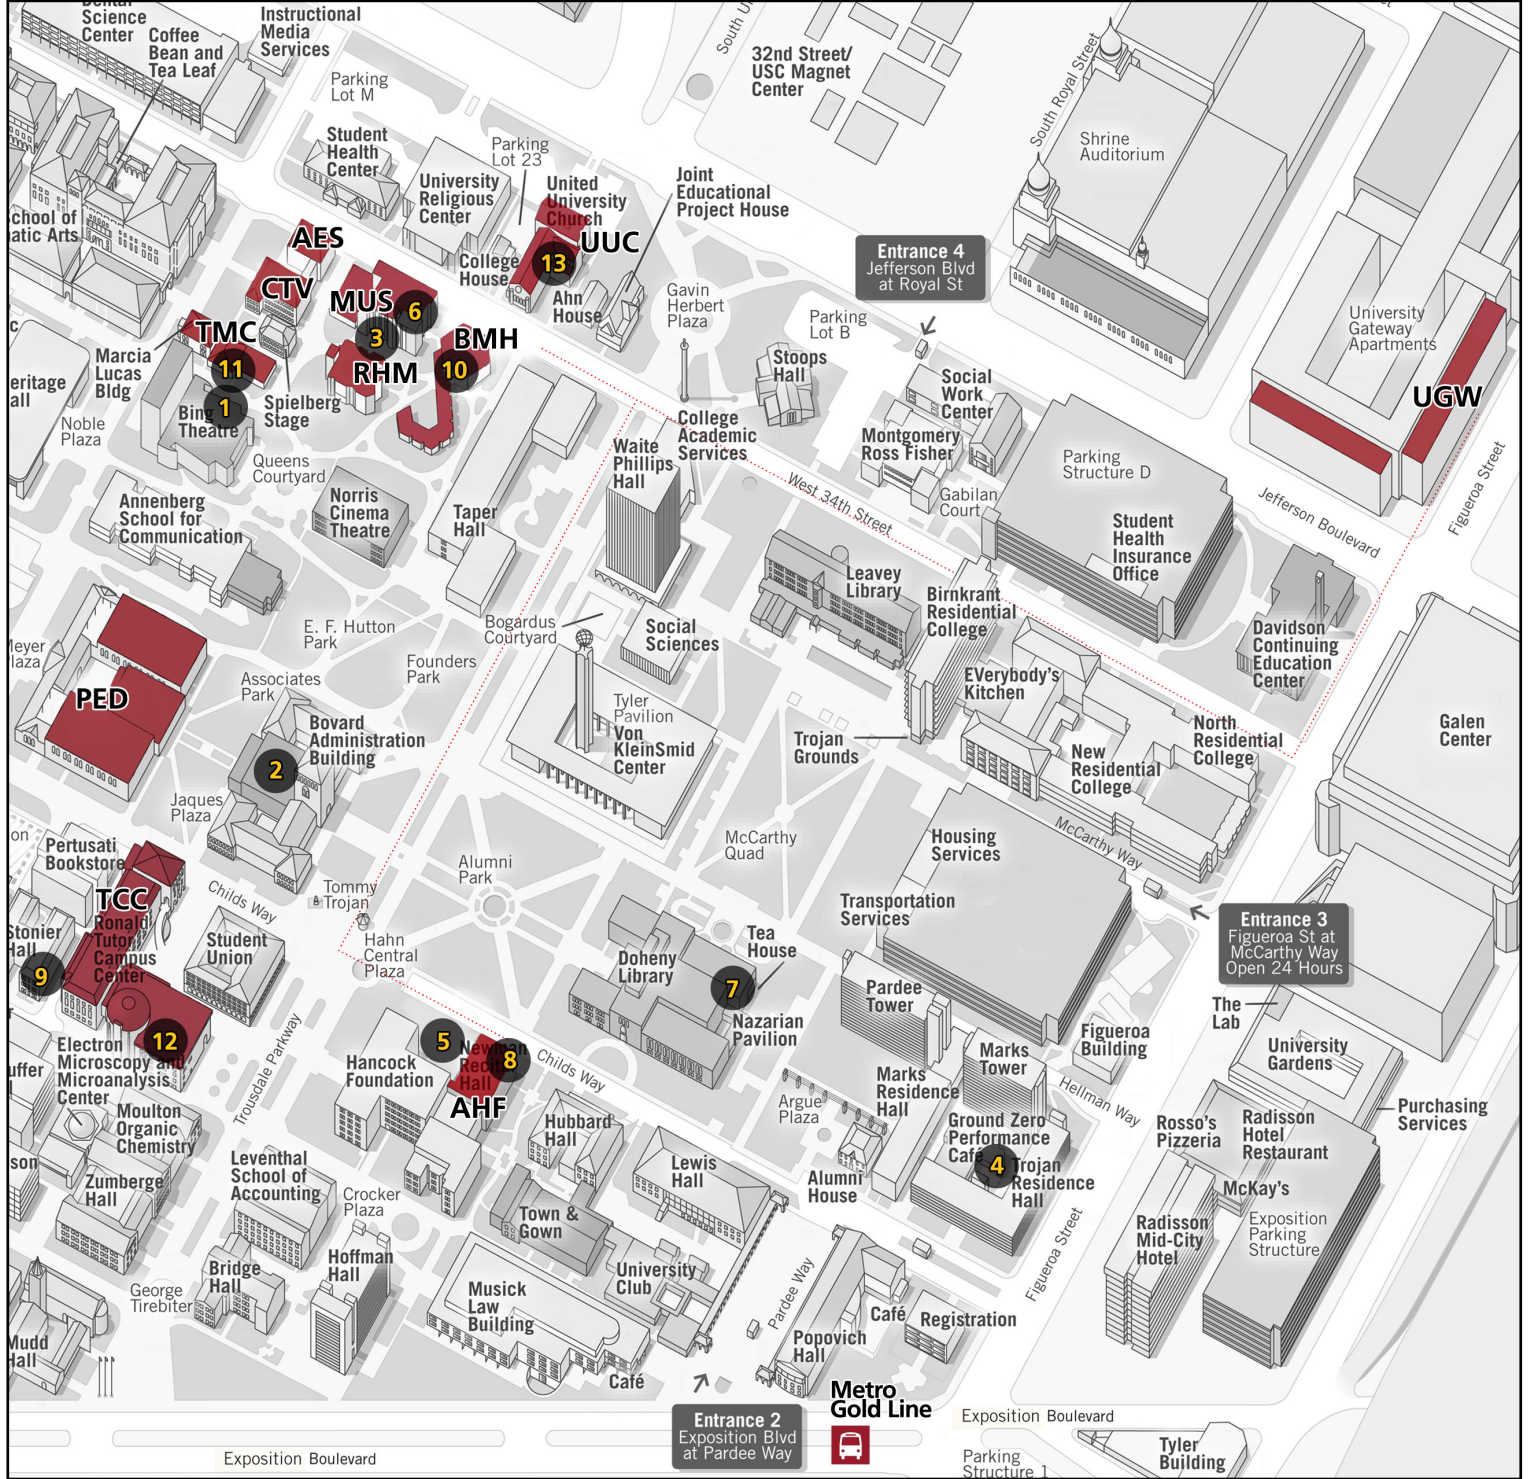 Science
Center
Coffee
Bean and
Tea Leaf
Instructional
Media
Services
Parking
Lot M
32nd Street/
USC Magnet
Center
South Royal Street
Shrine
Auditorium
Student
Health
Center
Parking
Lot 23
University
Religious
Center
United
University
Church
Joint
Educational
Project House
AES
UUC
13
College
House
Ahn
House
Entrance 4
Jefferson Blvd
at Royal St
CTV
MUS
6
3
Gavin
Herbert
Plaza
Parking
Lot B
University
Gateway
Apartments
TMC
11
1
Marcia
Lucas
Bldg
Bing
Theatre
Spielberg
Stage
RHM
BMH
10
Stoops
Hall
Social
Work
Center
UGW
Noble
Plaza
Queens
Courtyard
College
Academic
Services
Waite
Phillips
Hall
Montgomery
Ross Fisher
Parking
Structure D
Gabilan
Court
West 34th Street
Jefferson Boulevard
Figueroa Street
Annenberg
School for
Communication
Norris
Cinema
Theatre
Taper
Hall
Student
Health
Insurance
Office
Leavey
Library
Birnkrant
Residential
College
E. F. Hutton
Park
Bogardus
Courtyard
Social
Sciences
Davidson
Continuing
Education
Center
Founders
Park
Associates
Park
PED
Bovard
Administration
Building
2
Tyler
Pavilion
Von
KleinSmid
Center
EVerybody's
Kitchen
Trojan
Grounds
New
Residential
College
North
Residential
College
Galen
Center
Jaques
Plaza
McCarthy
Quad
Housing
Services
McCarthy Way
Pertusati
Bookstore
Alumni
Park
Tommy
Trojan
Childs Way
TCC
Ronald
Tutor
Campus
Center
Stonier
Hall
9
Student
Union
Hahn
Central
Plaza
Transportation
Services
Entrance 3
Figueroa St at
McCarthy Way
Open 24 Hours
Doheny
Library
Tea
House
7
Nazarian
Pavilion
Pardee
Tower
12
Trousdale Parkway
5
Newman
Recital
Hall
8
AHF
Childs Way
Hancock
Foundation
The
Lab
University
Gardens
Figueroa
Building
Marks
Tower
Marks
Residence
Hall
Hellman Way
Electron
Microscopy and
Microanalysis
Center
Moulton
Organic
Chemistry
Argue
Plaza
Hubbard
Hall
Ground Zero
Performance
Café
4
Trojan
Residence
Hall
Rosso's
Pizzeria
Radisson
Hotel
Restaurant
Purchasing
Services
Zumberge
Hall
Leventhal
School of
Accounting
Crocker
Plaza
Lewis
Hall
Alumni
House
McKay's
Town &
Gown
Radisson
Mid-City
Hotel
Exposition
Parking
Structure
George
Tirebiter
Bridge
Hall
Hoffman
Hall
Musick
Law
Building
University
Club
Pardee Way
Figueroa Street
Café
Registration
Popovich
Hall
Mudd
Hall
Café
Metro
Gold Line
Entrance 2
Exposition Blvd
at Pardee Way
Exposition Boulevard
Exposition Boulevard
Parking
Structure 1
Tyler
Building